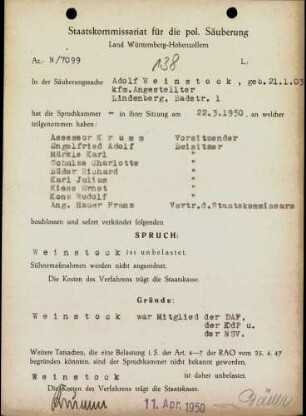 Staatskommissariat für die pol. Säuberung
Land Württemberg-Hohenzollern
Az.: W/7099
138
L.:
In der Säuberungssache Adolf Weinstock, geb.21.1.03
kfm.Angestellter
Lindenberg, Badstr. 1
hat die Spruchkammer – in ihrer Sitzung am 22.3.1950, an welcher
teilgenommen haben:
Assessor Kruss Vorsitzender
Engelfried Adolf Beisitzer
Märkle Karl "
Schulze Charlotte "
Bäder Richard "
Karl Julius "
Kiess Ernst "
Kons Rudolf "
Ang. Hauer Franz Vertr.d.Staatskommissars
beschlossen und sofort verkündet folgenden
SPRUCH:
Weinstock ist unbelastet.
Sühnemaßnahmen werden nicht angeordnet.
Die Kosten des Verfahrens trägt die Staatskasse.
Gründe:
Weinstock war Mitglied der DAF,
der KdF u.
der NSV.
Weitere Tatsachen, die eine Belastung i. S. der Art. 4–7 der RAO vom 25. 4. 47
begründen könnten, sind der Spruchkammer nicht bekannt geworden.
Weinstock ist daher unbelastet.
Die Kosten des Verfahrens trägt die Staatskasse.
11. Apr. 1950